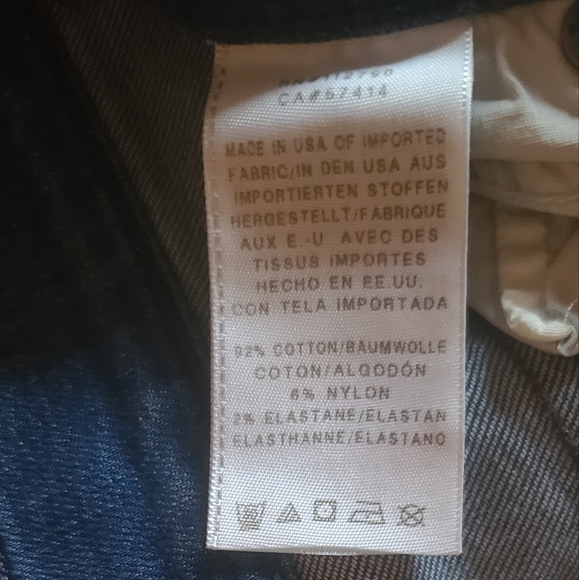 CA#57414
MADE IN USA OF IMPORTED
FABRIC/IN DEN USA AUS
IMPORTIERTEN STOFFEN
HERGESTELLT/FABRIQUE
AUX E.-U. AVEC DES
TISSUS IMPORTES
HECHO EN EE.UU.
CON TELA IMPORTADA
92% COTTON/BAUMWOLLE
COTON/ALGODÓN
6% NYLON
2% ELASTANE/ELASTAN
ELASTHANNE/ELASTANO